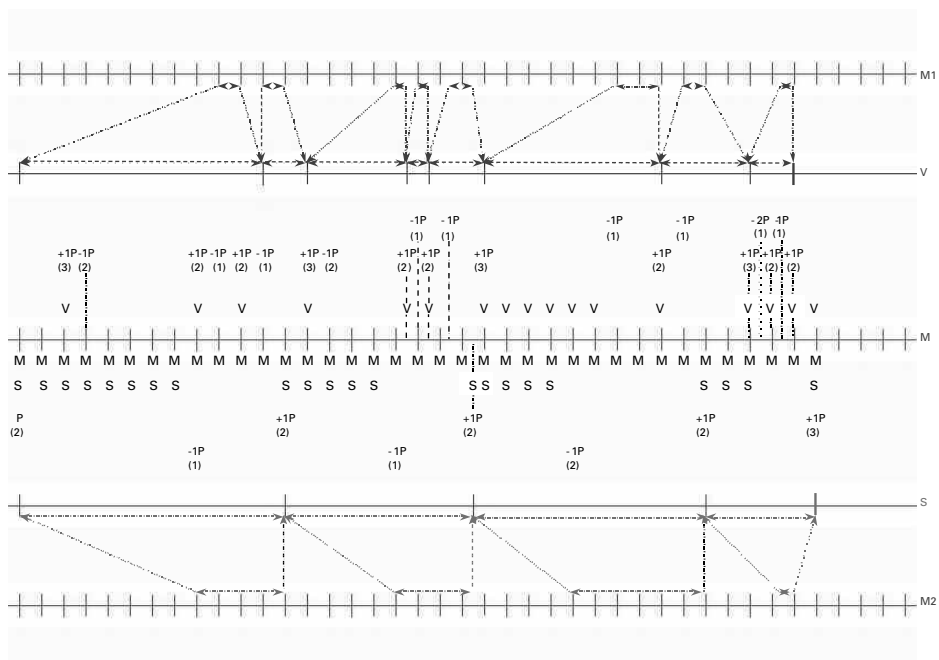 M1
V
-1P -1P -1P -1P -2P 1P
(1) (1) (1) (1) (1) (1)
+1P -1P +1P -1P +1P -1P +1P -1P +1P +1P +1P +1P +1P +1P +1P
(3) (2) (2) (1) (2) (1) (3) (2) (2) (2) (3) (2) (3) (2) (2)
V V V V V V V V V V V V V V V V V
M
M M M M M M M M M M M M M M M M M M M M M M M M M M M M M M M M M M M M M
S S S S S S S S S S S S S S S S S S S S S S
P +1P +1P +1P +1P
(2) (2) (2) (2) (3)
-1P -1P -1P
(1) (1) (2)
S
M2